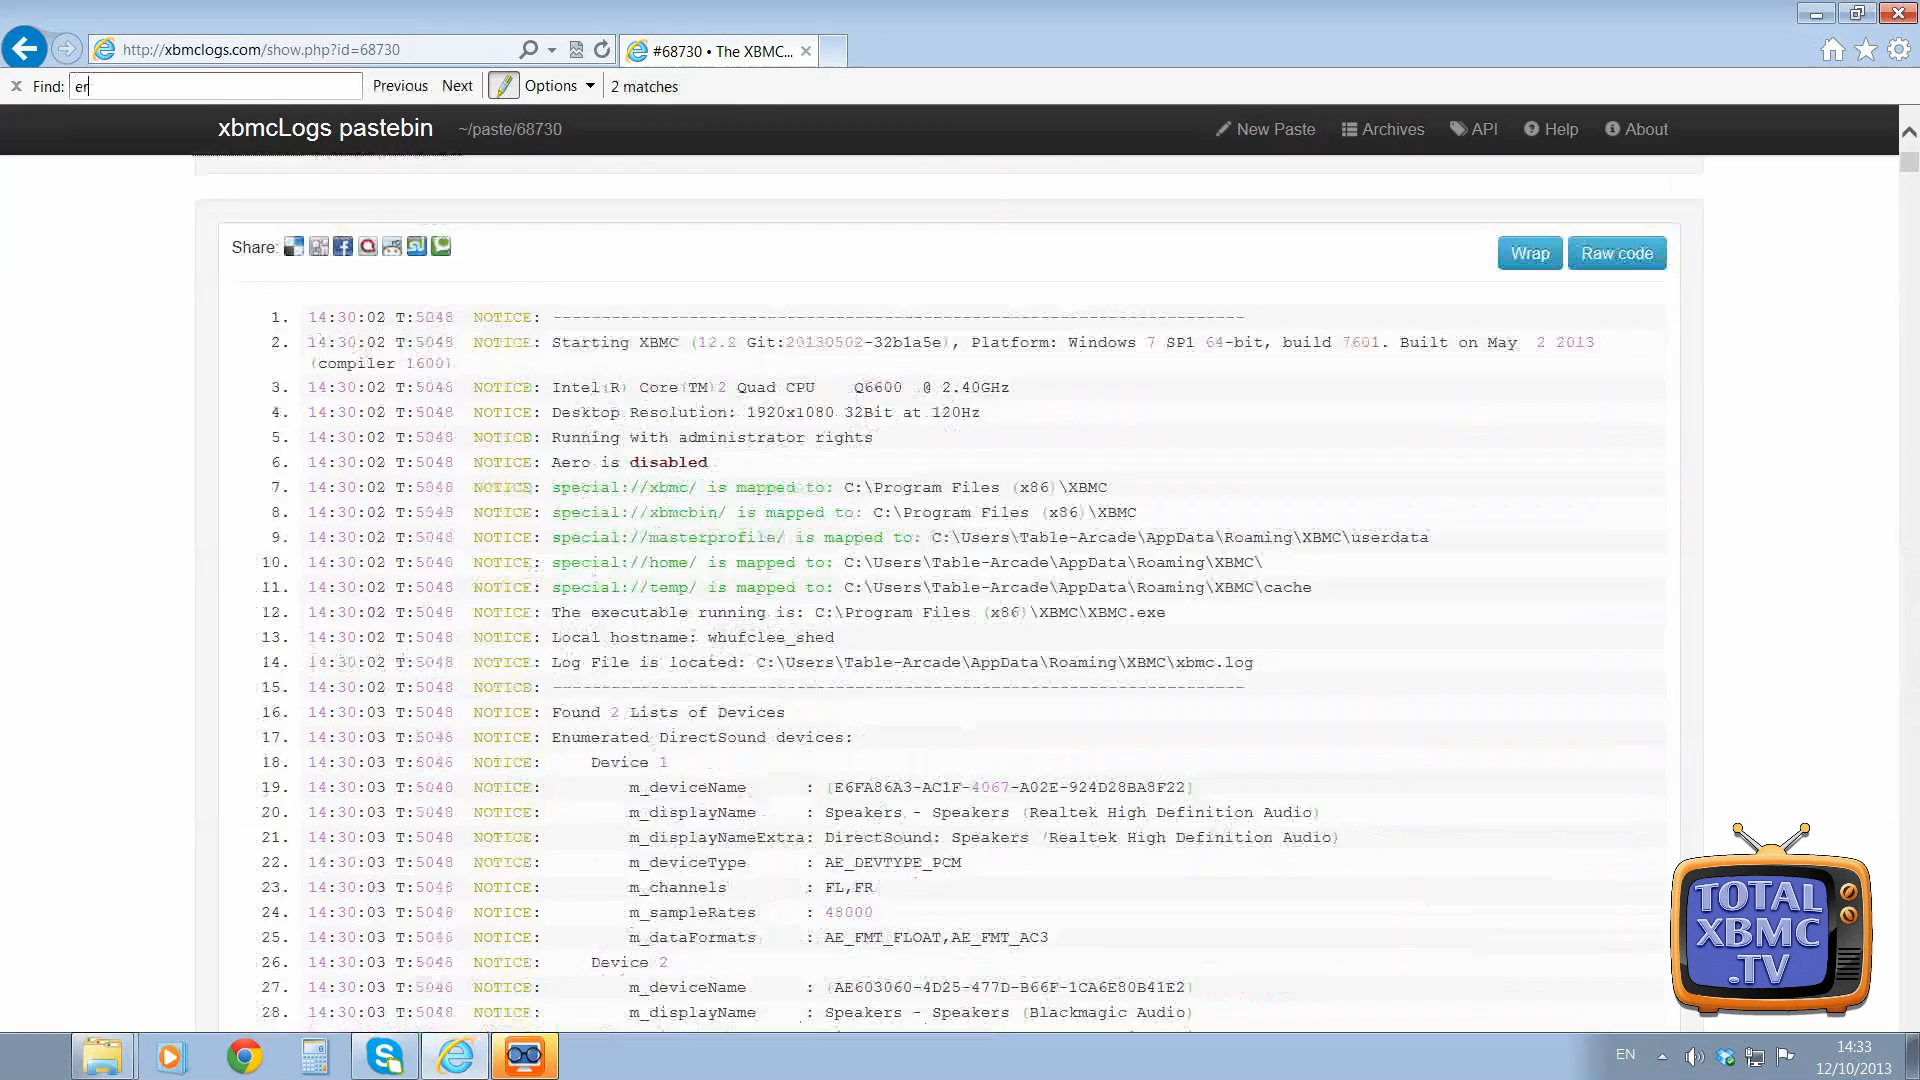 http://xbmclogs.com/show.php?id=68730
#68730 • The XBMC...
Find: er
Previous Next Options 2 matches
xbmcLogs pastebin ~/paste/68730 New Paste Archives API Help About
Share:
Wrap Raw code
1. 14:30:02 T:5048 NOTICE: -----------------------------------------------------------------------
2. 14:30:02 T:5048 NOTICE: Starting XBMC (12.2 Git:20130502-32b1a5e), Platform: Windows 7 SP1 64-bit, build 7601. Built on May 2 2013
(compiler 1600)
3. 14:30:02 T:5048 NOTICE: Intel(R) Core(TM)2 Quad CPU Q6600 @ 2.40GHz
4. 14:30:02 T:5048 NOTICE: Desktop Resolution: 1920x1080 32Bit at 120Hz
5. 14:30:02 T:5048 NOTICE: Running with administrator rights
6. 14:30:02 T:5048 NOTICE: Aero is disabled
7. 14:30:02 T:5048 NOTICE: special://xbmc/ is mapped to: C:\Program Files (x86)\XBMC
8. 14:30:02 T:5048 NOTICE: special://xbmcbin/ is mapped to: C:\Program Files (x86)\XBMC
9. 14:30:02 T:5048 NOTICE: special://masterprofile/ is mapped to: C:\Users\Table-Arcade\AppData\Roaming\XBMC\userdata
10. 14:30:02 T:5048 NOTICE: special://home/ is mapped to: C:\Users\Table-Arcade\AppData\Roaming\XBMC\
11. 14:30:02 T:5048 NOTICE: special://temp/ is mapped to: C:\Users\Table-Arcade\AppData\Roaming\XBMC\cache
12. 14:30:02 T:5048 NOTICE: The executable running is: C:\Program Files (x86)\XBMC\XBMC.exe
13. 14:30:02 T:5048 NOTICE: Local hostname: whufclee_shed
14. 14:30:02 T:5048 NOTICE: Log File is located: C:\Users\Table-Arcade\AppData\Roaming\XBMC\xbmc.log
15. 14:30:02 T:5048 NOTICE: -----------------------------------------------------------------------
16. 14:30:03 T:5048 NOTICE: Found 2 Lists of Devices
17. 14:30:03 T:5048 NOTICE: Enumerated DirectSound devices:
18. 14:30:03 T:5048 NOTICE: Device 1
19. 14:30:03 T:5048 NOTICE: m_deviceName : {E6FA86A3-AC1F-4067-A02E-924D28BA8F22}
20. 14:30:03 T:5048 NOTICE: m_displayName : Speakers - Speakers (Realtek High Definition Audio)
21. 14:30:03 T:5048 NOTICE: m_displayNameExtra: DirectSound: Speakers (Realtek High Definition Audio)
22. 14:30:03 T:5048 NOTICE: m_deviceType : AE_DEVTYPE_PCM
23. 14:30:03 T:5048 NOTICE: m_channels : FL,FR
24. 14:30:03 T:5048 NOTICE: m_sampleRates : 48000
25. 14:30:03 T:5048 NOTICE: m_dataFormats : AE_FMT_FLOAT,AE_FMT_AC3
26. 14:30:03 T:5048 NOTICE: Device 2
27. 14:30:03 T:5048 NOTICE: m_deviceName : {AE603060-4D25-477D-B66F-1CA6E80B41E2}
28. 14:30:03 T:5048 NOTICE: m_displayName : Speakers - Speakers (Blackmagic Audio)
TOTAL
XBMC
.TV
EN
14:33
12/10/2013